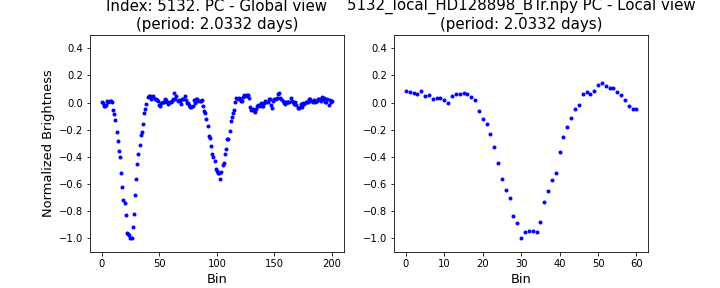 Index: 5132. PC - Global view
(period: 2.0332 days)
5132_local_HD128898_BTr.npy PC - Local view
(period: 2.0332 days)
Normalized Brightness
0.4
0.2
0.0
−0.2
−0.4
−0.6
−0.8
−1.0
0 50 100 150 200
Bin
0.4
0.2
0.0
−0.2
−0.4
−0.6
−0.8
−1.0
0 10 20 30 40 50 60
Bin